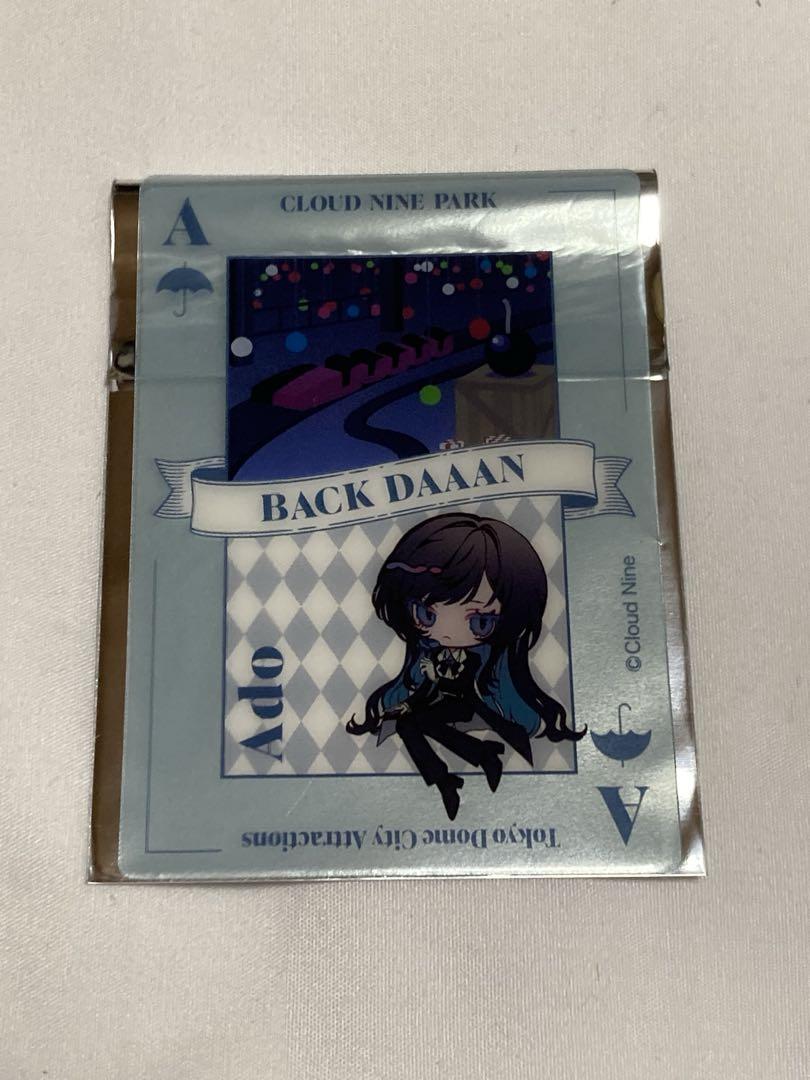 A
CLOUD NINE PARK
BACK DAAAN
Ado
©Cloud Nine
A
Tokyo Dome City Attractions